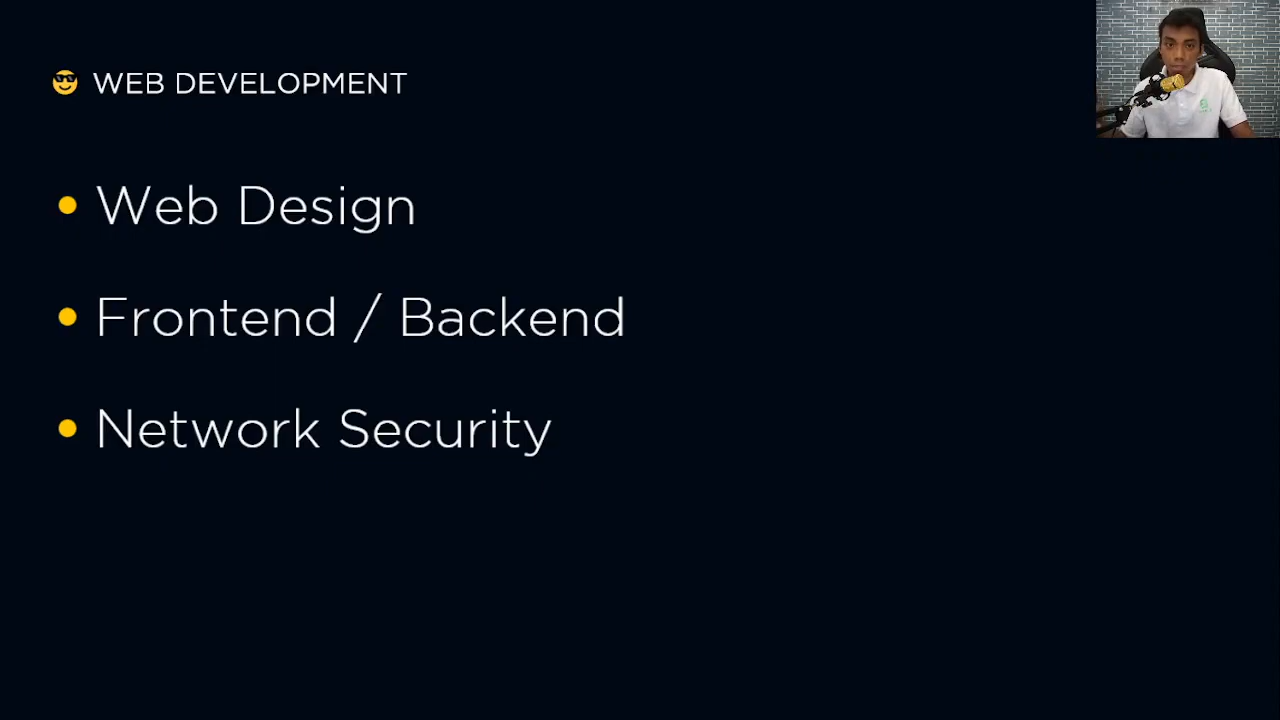 😎 WEB DEVELOPMENT
• Web Design
• Frontend / Backend
• Network Security